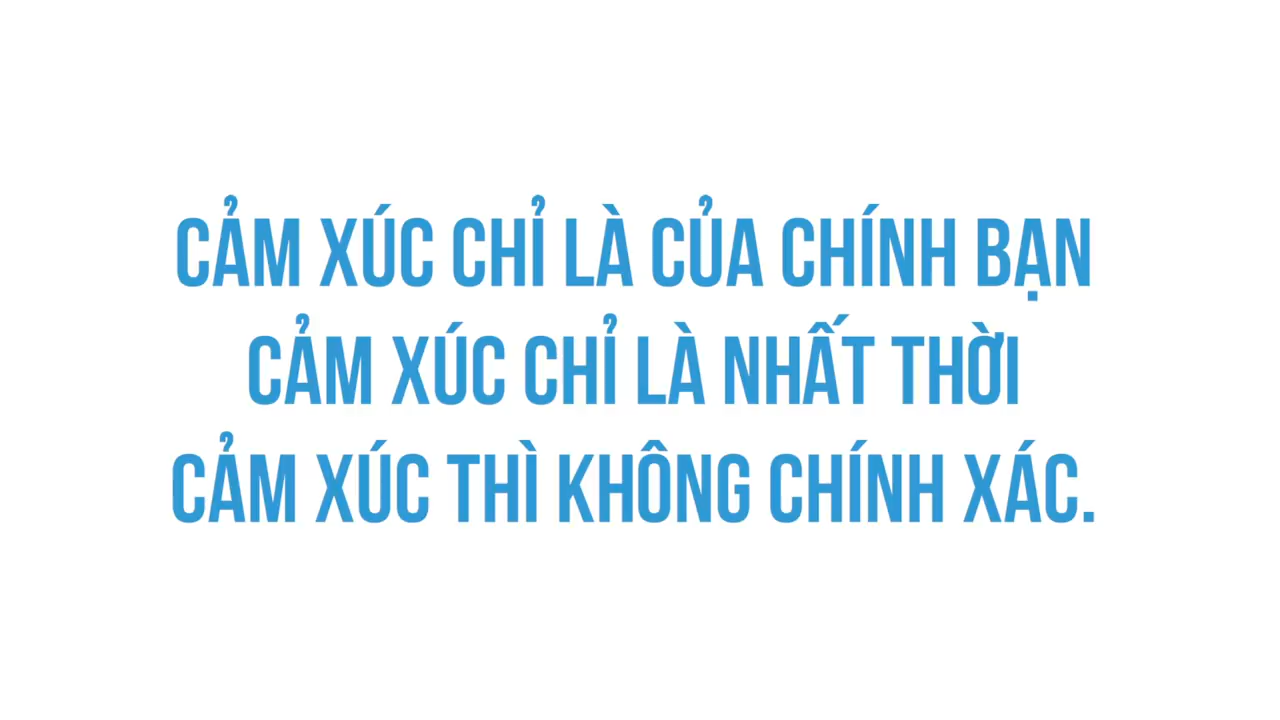 CẢM XÚC CHỈ LÀ CỦA CHÍNH BẠN
CẢM XÚC CHỈ LÀ NHẤT THỜI
CẢM XÚC THÌ KHÔNG CHÍNH XÁC.